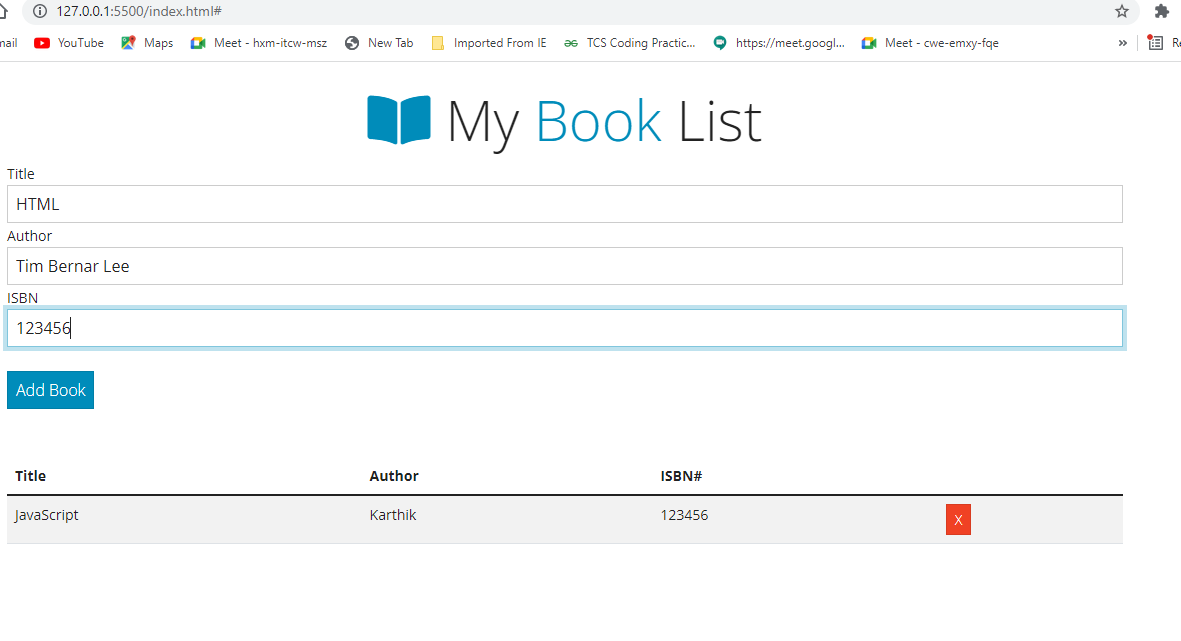 127.0.0.1:5500/index.html#
mail YouTube Maps Meet - hxm-itcw-msz New Tab Imported From IE TCS Coding Practic... https://meet.googl... Meet - cwe-emxy-fqe » Re
My Book List
Title
HTML
Author
Tim Bernar Lee
ISBN
123456
Add Book
Title Author ISBN#
JavaScript Karthik 123456 X